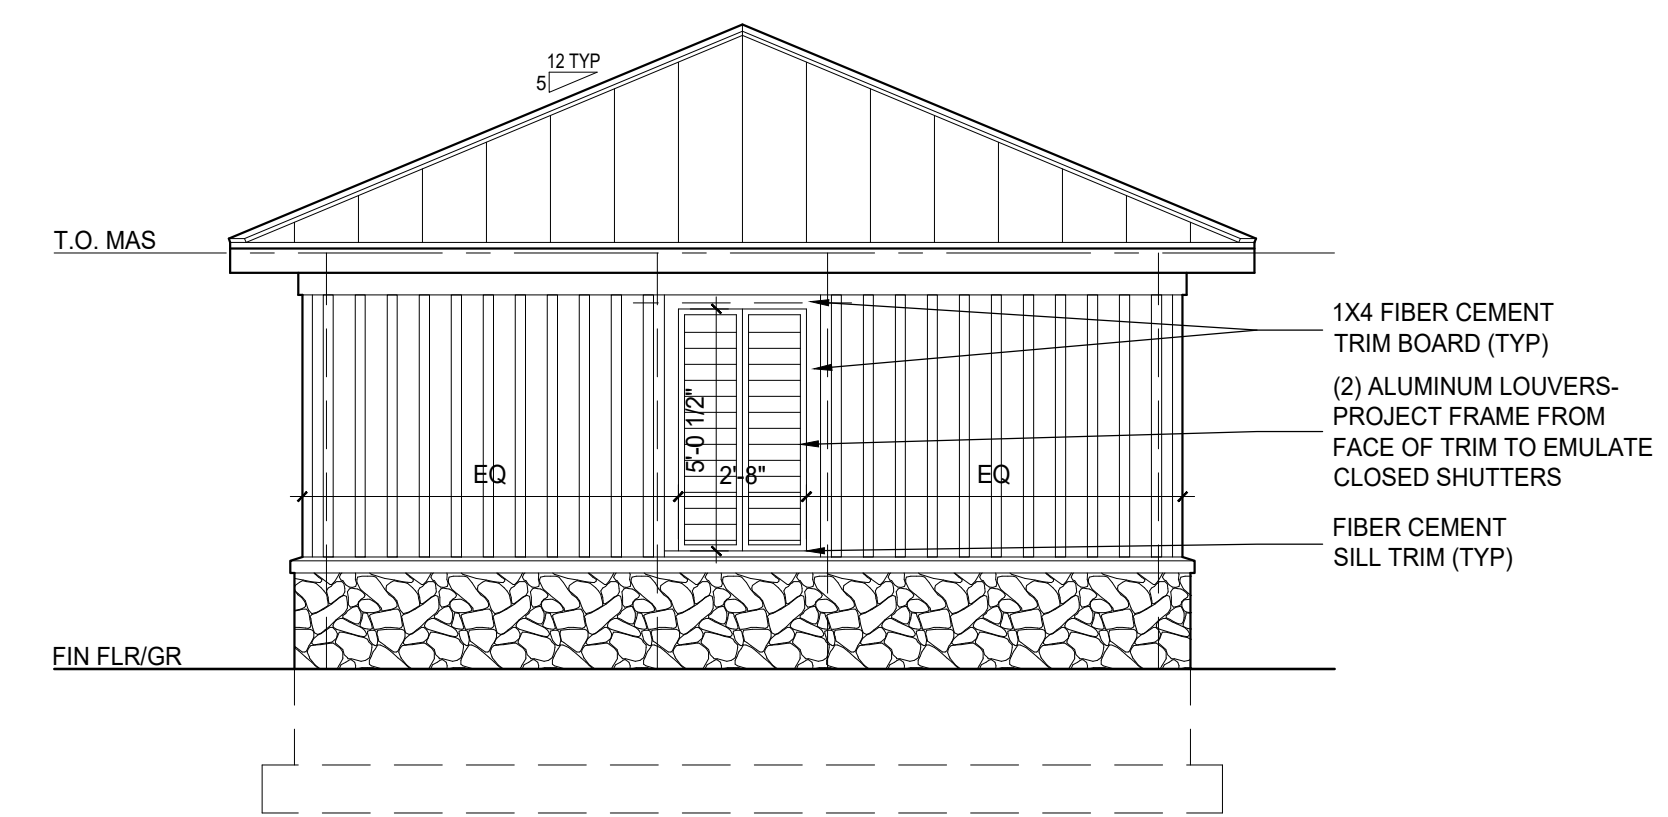 12 TYP
5
T.O. MAS
1X4 FIBER CEMENT
TRIM BOARD (TYP)
(2) ALUMINUM LOUVERS-
PROJECT FRAME FROM
FACE OF TRIM TO EMULATE
CLOSED SHUTTERS
5'-0 1/2"
EQ
2'-8"
EQ
FIBER CEMENT
SILL TRIM (TYP)
FIN FLR/GR